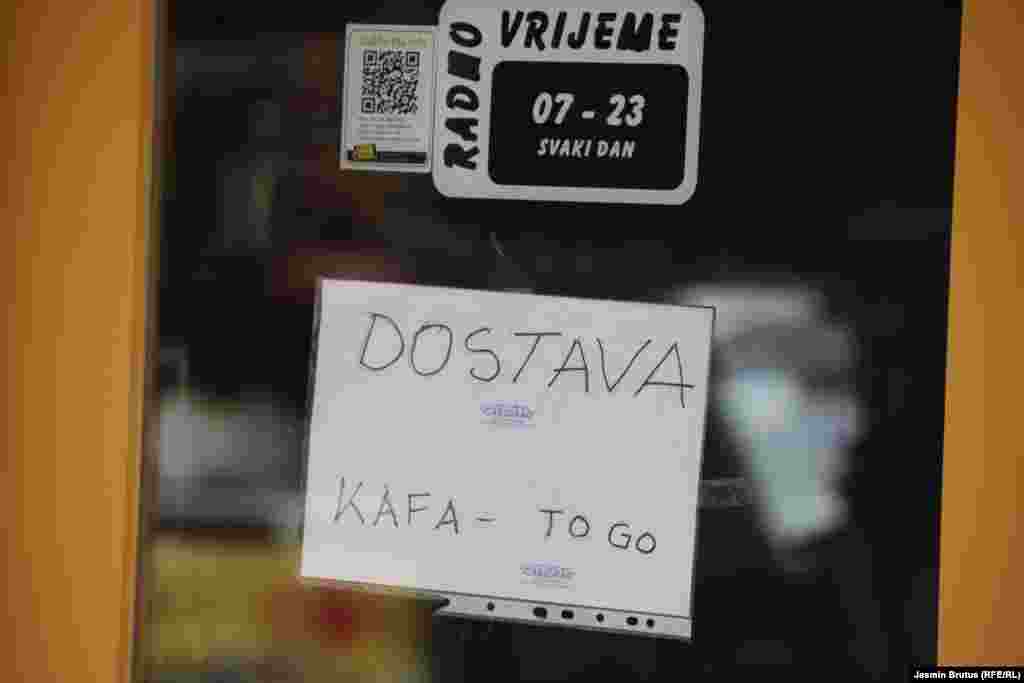 RADNO VRIJEME
07 - 23
SVAKI DAN
DOSTAVA
KAFA - TO GO
Jasmin Brutus (RFE/RL)